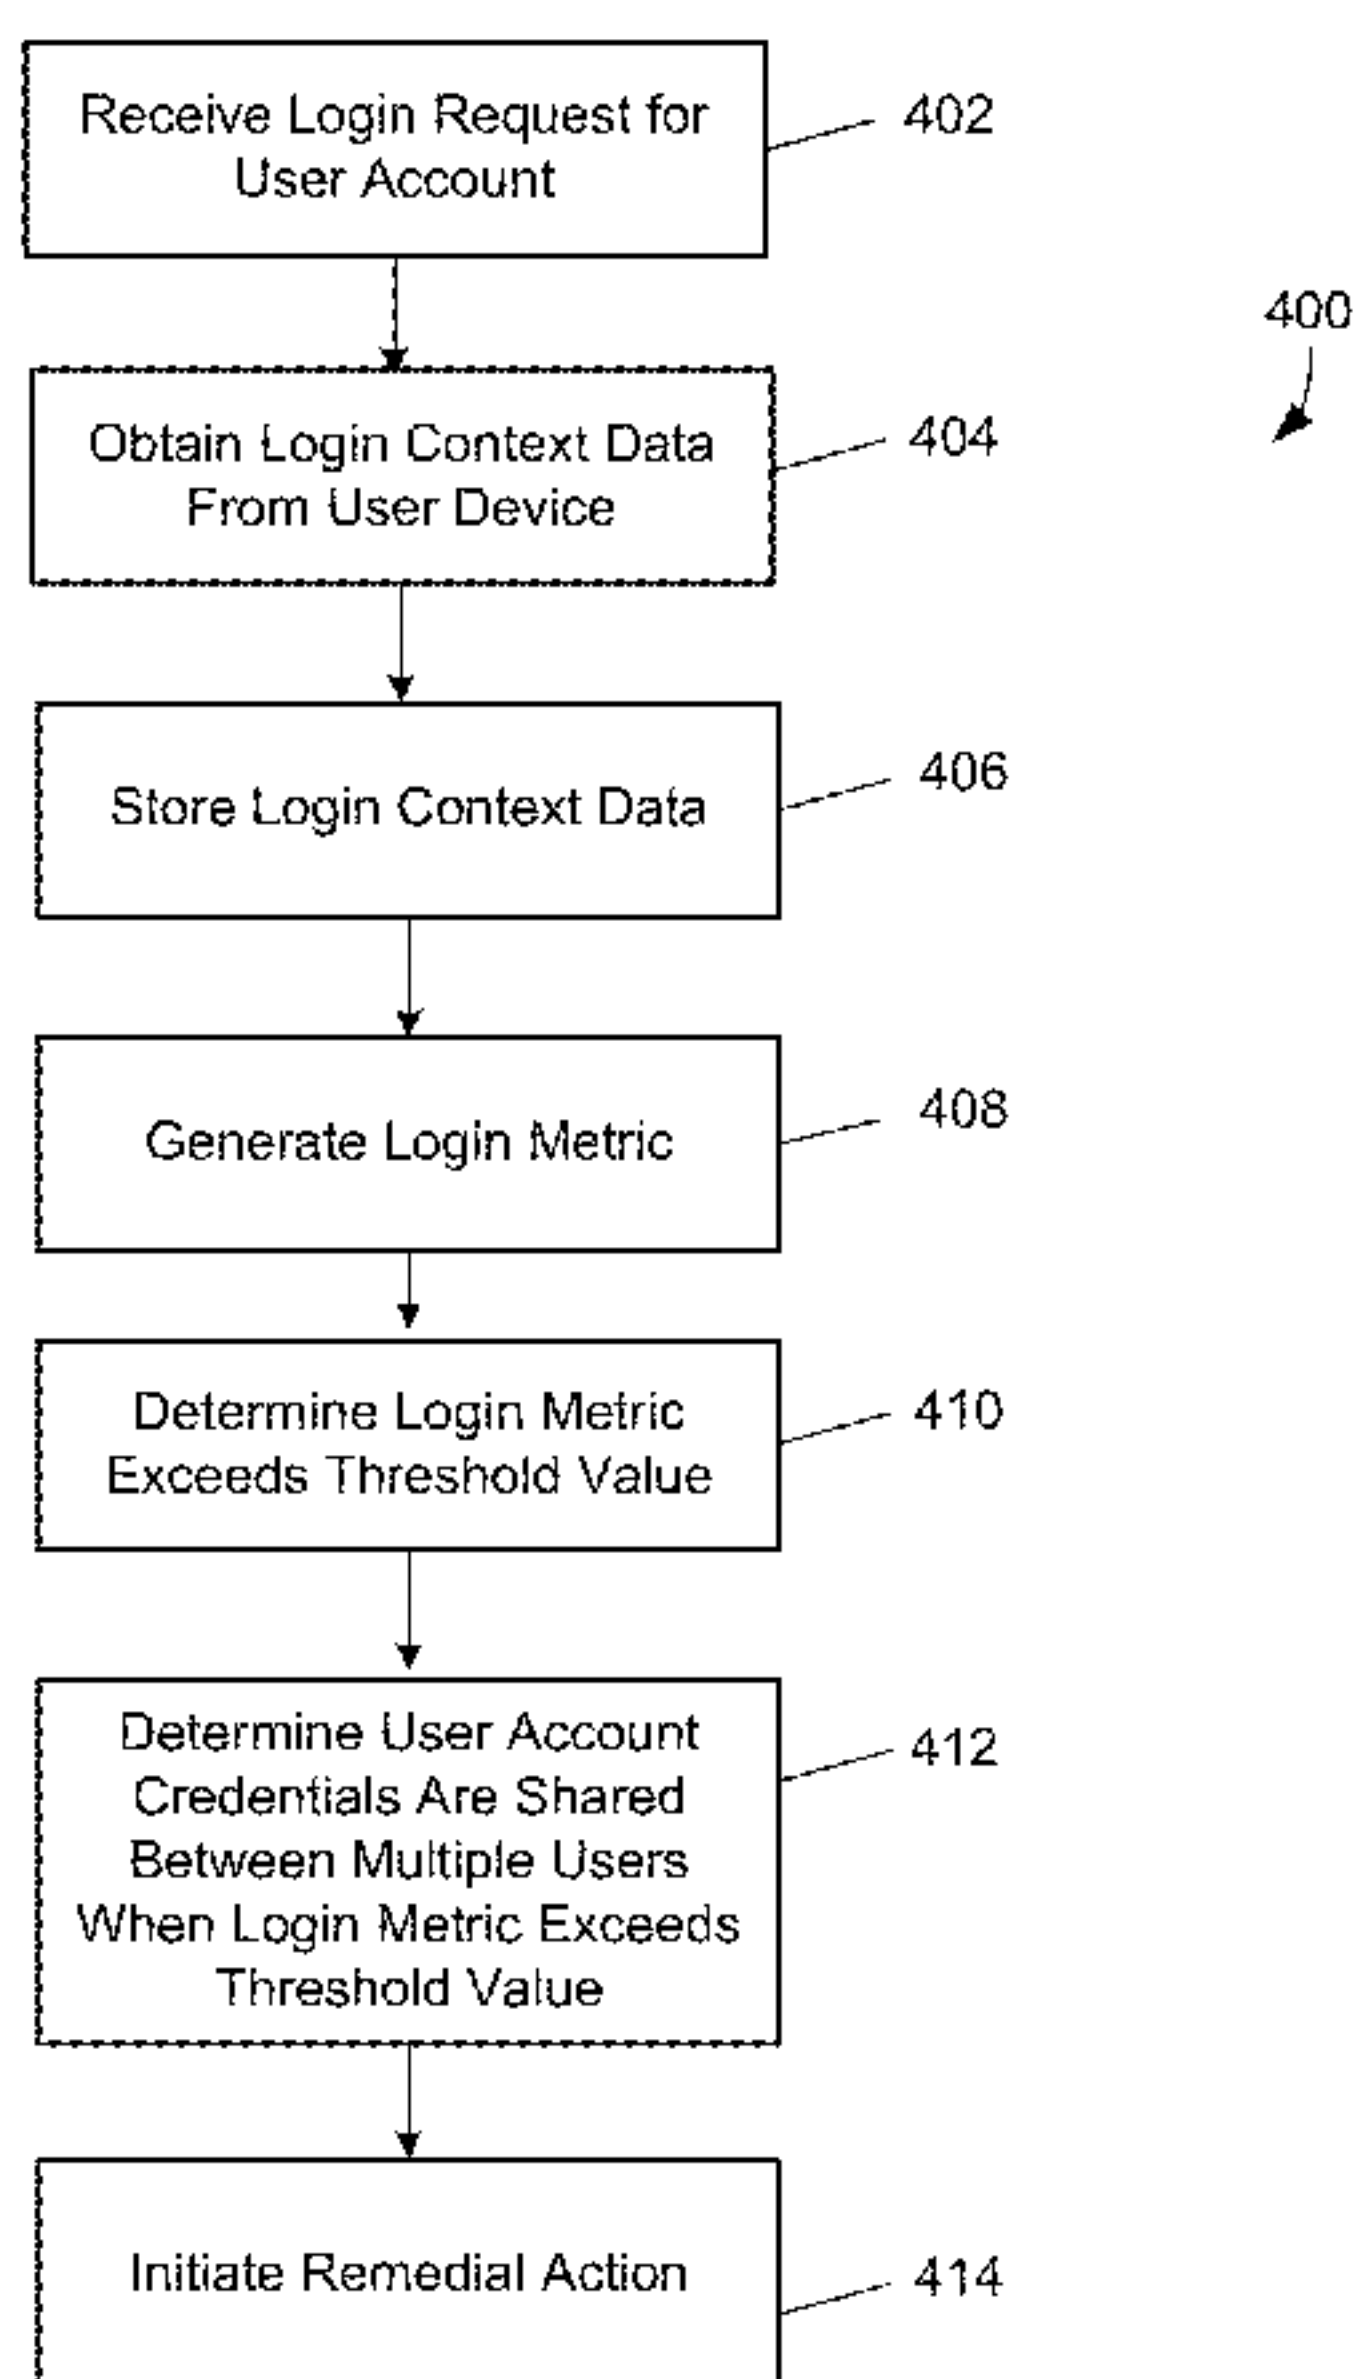 Receive Login Request for
User Account
402
400
Obtain Login Context Data
From User Device
404
Store Login Context Data
406
Generate Login Metric
408
Determine Login Metric
Exceeds Threshold Value
410
Determine User Account
Credentials Are Shared
Between Multiple Users
When Login Metric Exceeds
Threshold Value
412
Initiate Remedial Action
414